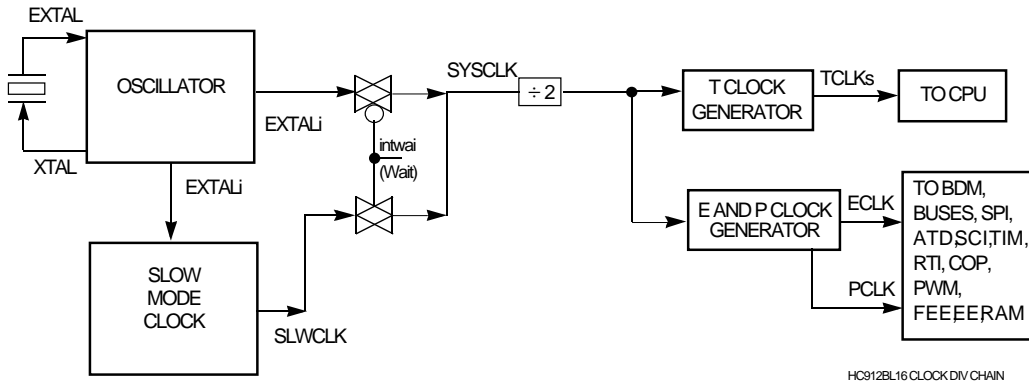 EXTAL
OSCILLATOR
XTAL
EXTALi
EXTALi
SLOW
MODE
CLOCK
SLWCLK
intwai
(Wait)
SYSCLK
÷ 2
T CLOCK
GENERATOR
TCLKs
TO CPU
E AND P CLOCK
GENERATOR
ECLK
PCLK
TO BDM,
BUSES, SPI,
ATD,SCI,TIM,
RTI, COP,
PWM,
FEE,EE,RAM
HC912BL16 CLOCK DIV CHAIN